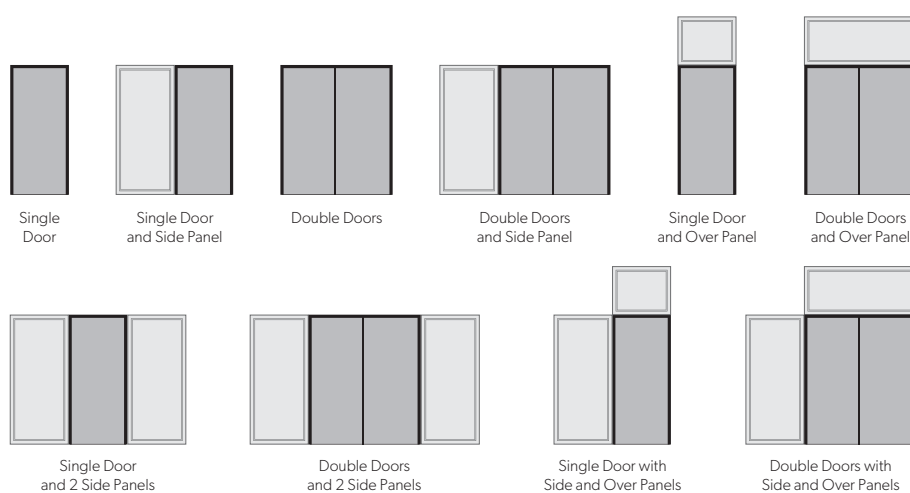 Single
Door
Single Door
and Side Panel
Double Doors
Double Doors
and Side Panel
Single Door
and Over Panel
Double Doors
and Over Panel
Single Door
and 2 Side Panels
Double Doors
and 2 Side Panels
Single Door with
Side and Over Panels
Double Doors with
Side and Over Panels